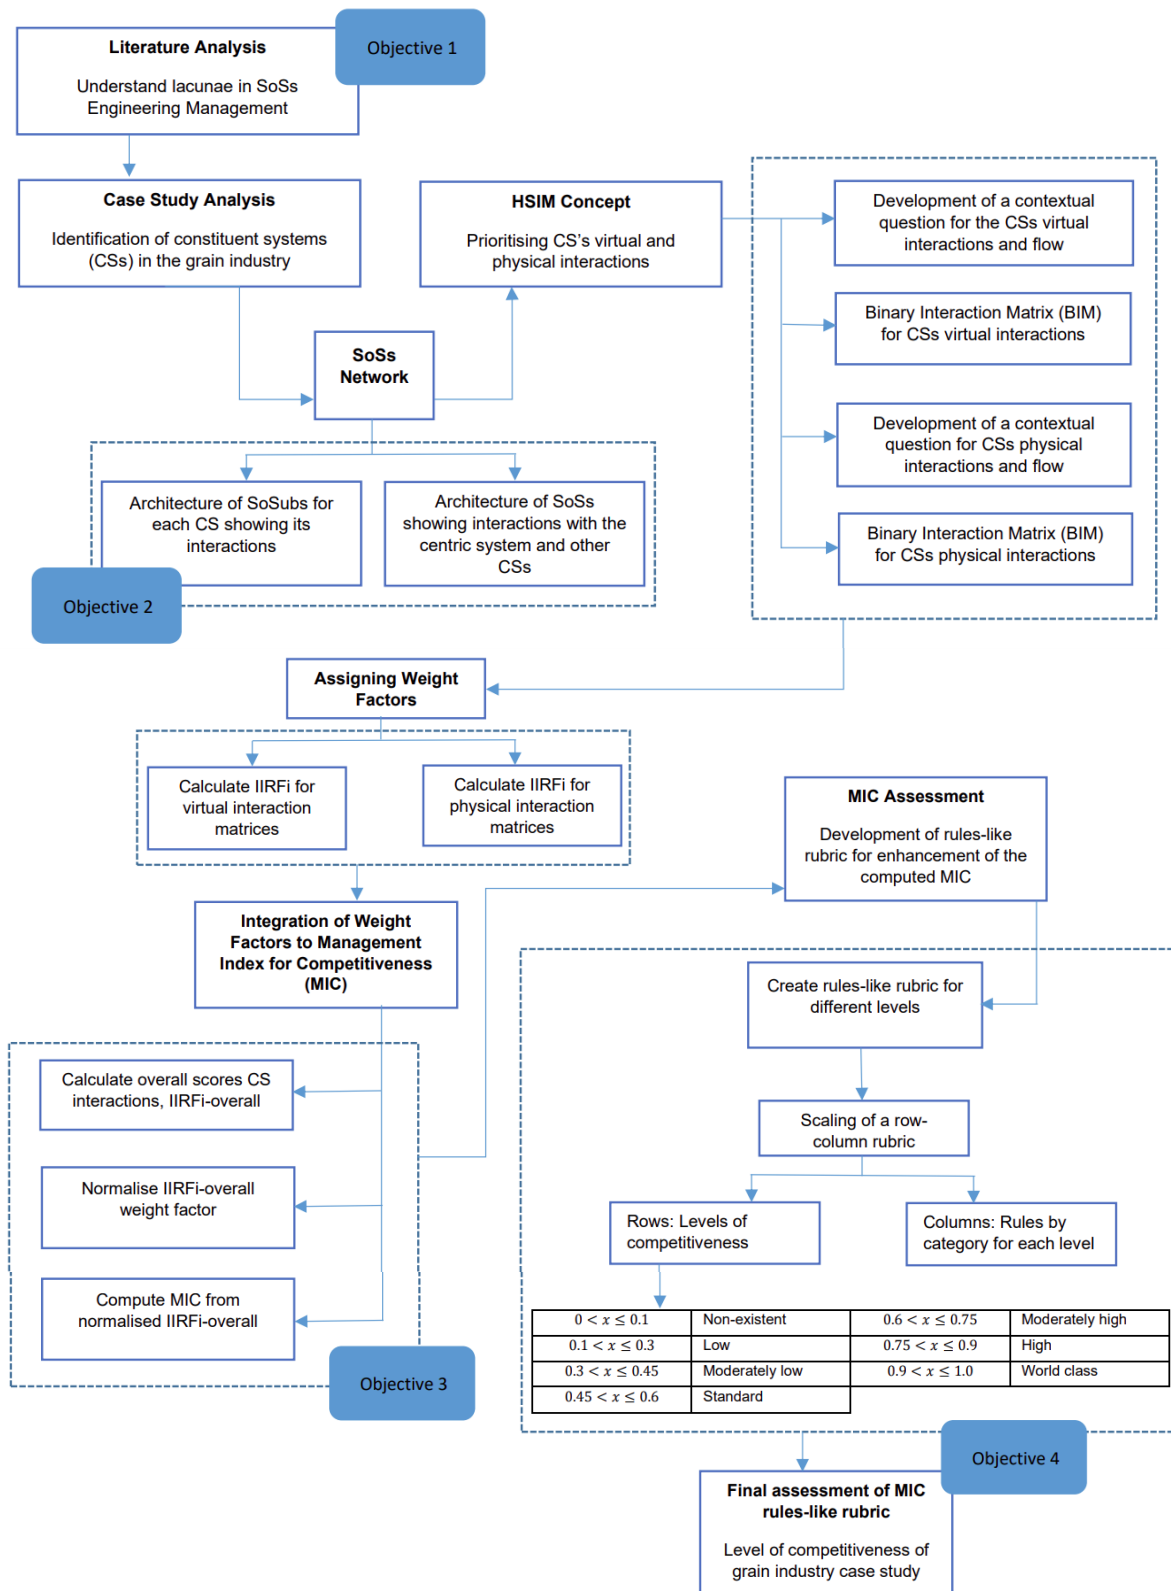 Literature Analysis
Understand lacunae in SoSs
Engineering Management
Objective 1
Case Study Analysis
Identification of constituent systems
(CSs) in the grain industry
HSIM Concept
Prioritising CS's virtual and
physical interactions
Development of a contextual
question for the CSs virtual
interactions and flow
Binary Interaction Matrix (BIM)
for CSs virtual interactions
Development of a contextual
question for CSs physical
interactions and flow
Binary Interaction Matrix (BIM)
for CSs physical interactions
SoSs
Network
Architecture of SoSubs for
each CS showing its
interactions
Architecture of SoSs
showing interactions with the
centric system and other
CSs
Objective 2
Assigning Weight
Factors
Calculate IIRFi for
virtual interaction
matrices
Calculate IIRFi for
physical interaction
matrices
Integration of Weight
Factors to Management
Index for Competitiveness
(MIC)
Calculate overall scores CS
interactions, IIRFi-overall
Normalise IIRFi-overall
weight factor
Compute MIC from
normalised IIRFi-overall
Objective 3
MIC Assessment
Development of rules-like
rubric for enhancement of the
computed MIC
Create rules-like rubric for
different levels
Scaling of a row-
column rubric
Rows: Levels of
competitiveness
Columns: Rules by
category for each level
0 < x ≤ 0.1 Non-existent 0.6 < x ≤ 0.75 Moderately high
0.1 < x ≤ 0.3 Low 0.75 < x ≤ 0.9 High
0.3 < x ≤ 0.45 Moderately low 0.9 < x ≤ 1.0 World class
0.45 < x ≤ 0.6 Standard
Objective 4
Final assessment of MIC
rules-like rubric
Level of competitiveness of
grain industry case study